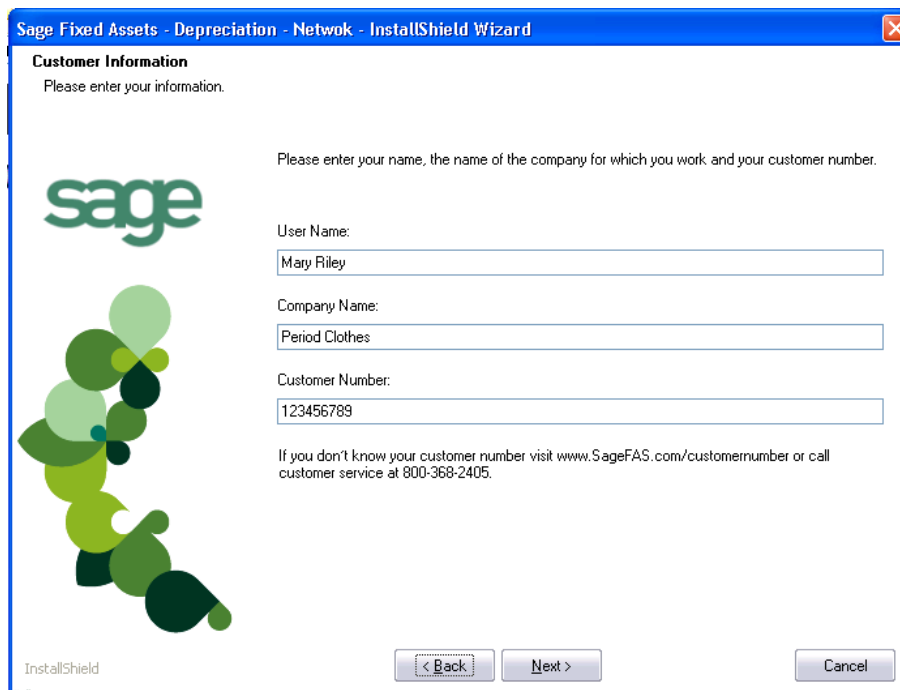 Sage Fixed Assets - Depreciation - Netwok - InstallShield Wizard
Customer Information
Please enter your information.
Please enter your name, the name of the company for which you work and your customer number.
sage
User Name:
Mary Riley
Company Name:
Period Clothes
Customer Number:
123456789
If you don´t know your customer number visit www.SageFAS.com/customernumber or call
customer service at 800-368-2405.
InstallShield
< Back
Next >
Cancel